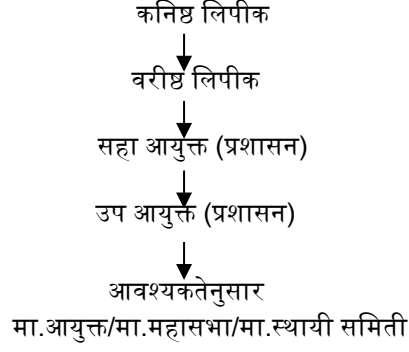 कनिष्ठ लिपीक
वरीष्ठ लिपीक
सहा आयुक्त (प्रशासन)
उप आयुक्त (प्रशासन)
आवश्यकतेनुसार
मा.आयुक्त/मा.महासभा/मा.स्थायी समिती